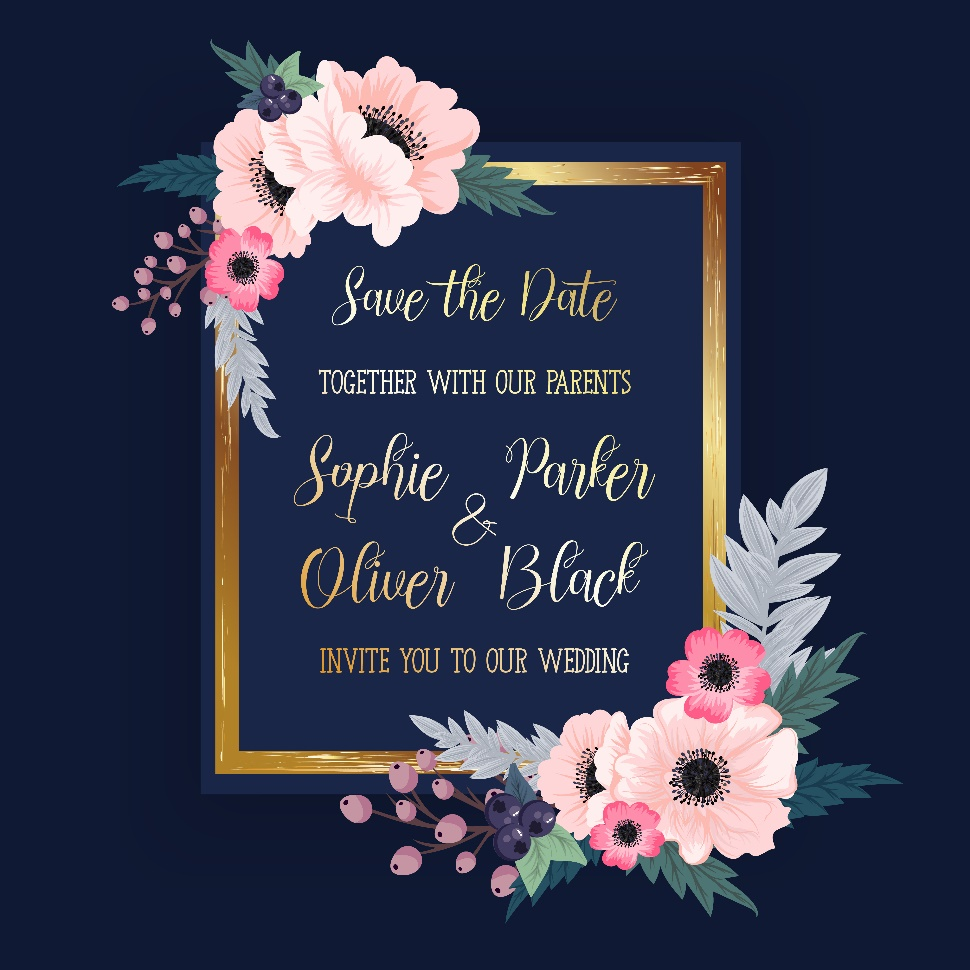 Save the Date
TOGETHER WITH OUR PARENTS
Sophie Parker
&
Oliver Black
INVITE YOU TO OUR WEDDING